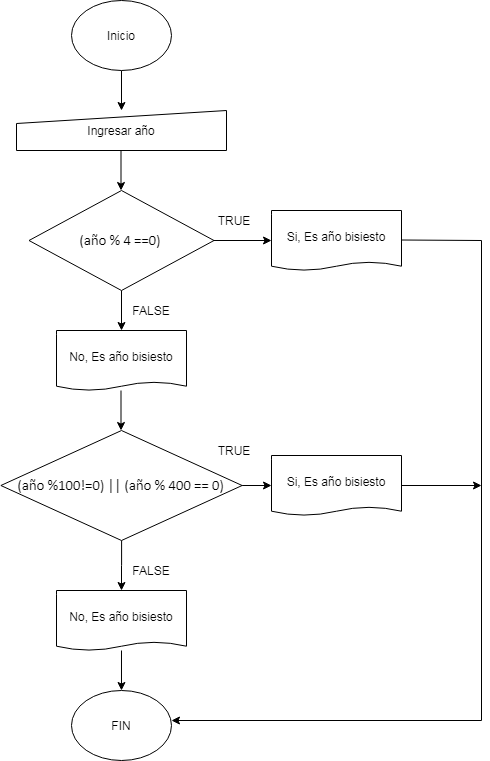 Inicio
Ingresar año
(año % 4 ==0)
TRUE
Si, Es año bisiesto
FALSE
No, Es año bisiesto
(año %100!=0) || (año % 400 == 0)
TRUE
Si, Es año bisiesto
FALSE
No, Es año bisiesto
FIN